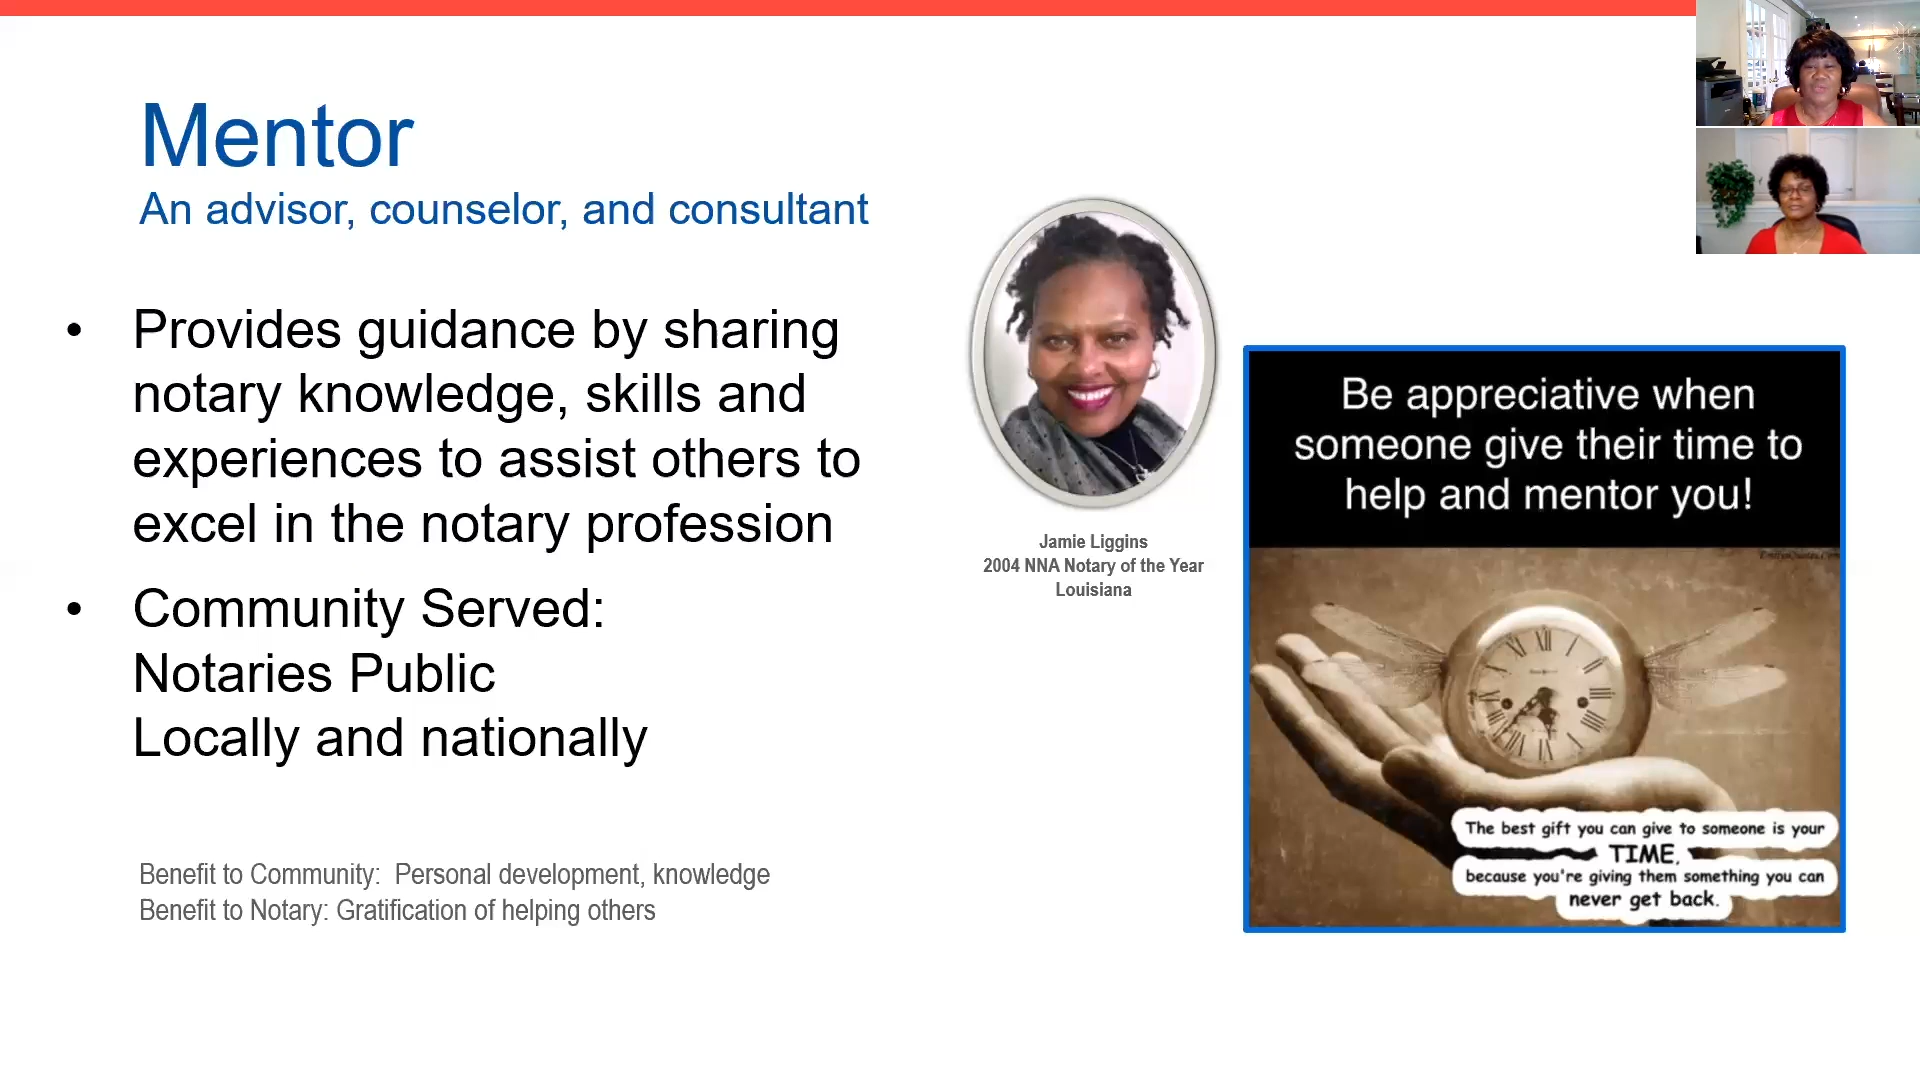 Mentor
An advisor, counselor, and consultant
• Provides guidance by sharing
notary knowledge, skills and
experiences to assist others to
excel in the notary profession
• Community Served:
Notaries Public
Locally and nationally
Benefit to Community:  Personal development, knowledge
Benefit to Notary: Gratification of helping others
Jamie Liggins
2004 NNA Notary of the Year
Louisiana
Be appreciative when
someone give their time to
help and mentor you!
The best gift you can give to someone is your
TIME,
because you're giving them something you can
never get back.